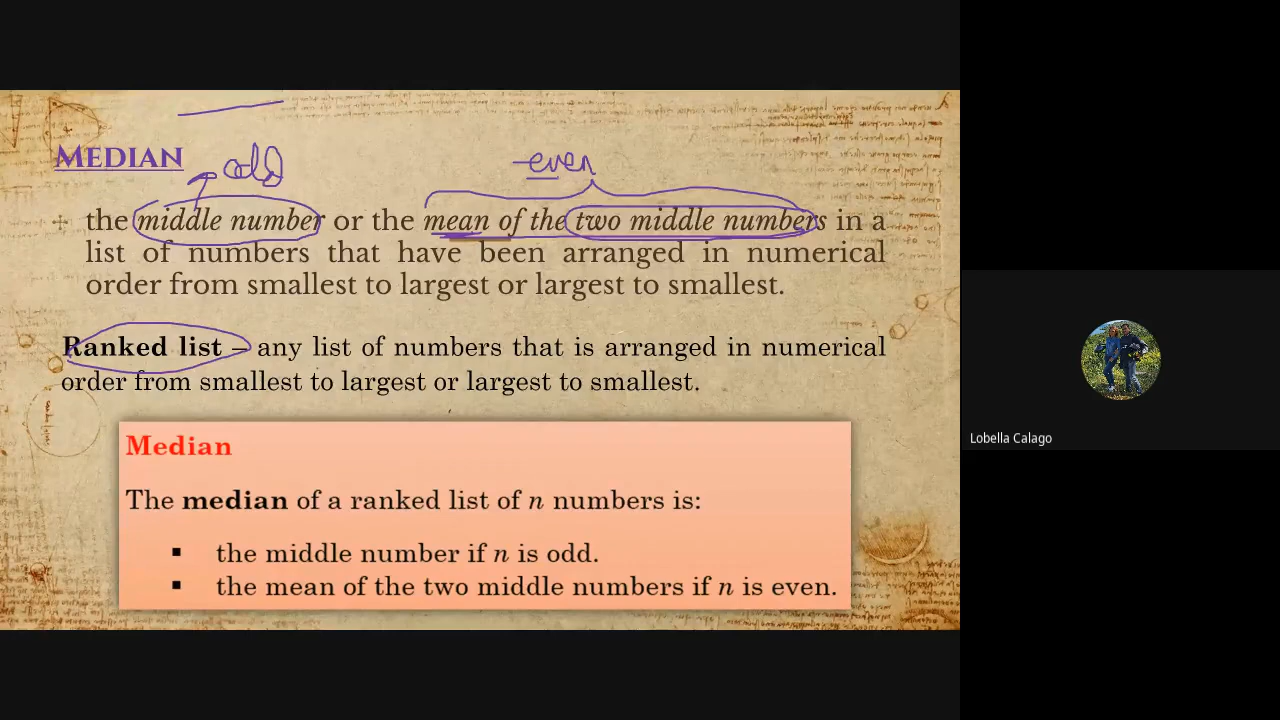 MEDIAN
odd
even
the middle number or the mean of the two middle numbers in a
list of numbers that have been arranged in numerical
order from smallest to largest or largest to smallest.
Ranked list – any list of numbers that is arranged in numerical
order from smallest to largest or largest to smallest.
Median
The median of a ranked list of n numbers is:
▪ the middle number if n is odd.
▪ the mean of the two middle numbers if n is even.
Lobella Calago